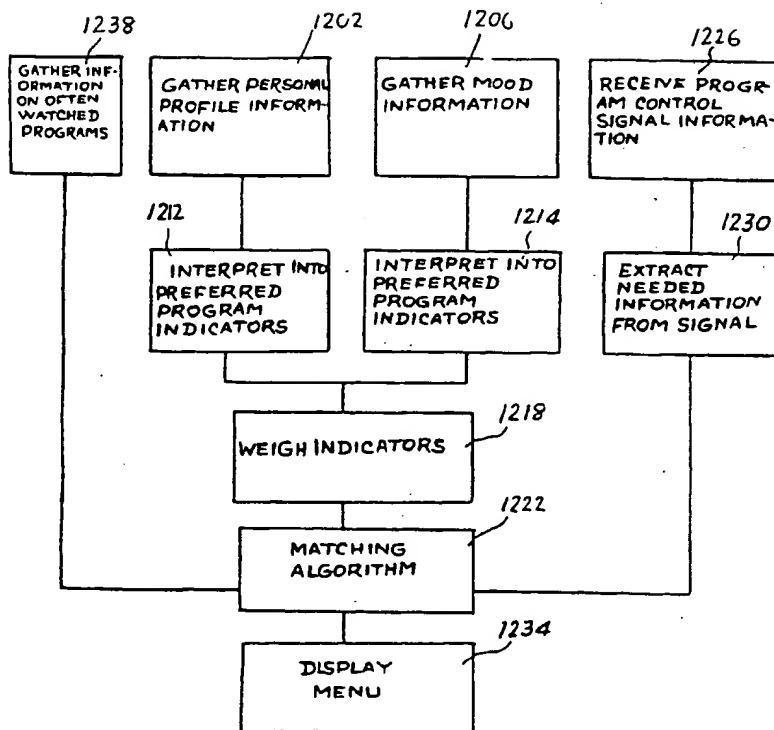 1238
1202
1206
1226
GATHER INF-
ORMATION
ON OFTEN
WATCHED
PROGRAMS
GATHER PERSONAL
PROFILE INFORM-
ATION
GATHER MOOD
INFORMATION
RECEIVE PROGR-
AM CONTROL
SIGNAL INFORMA-
TION
1212
1214
1230
INTERPRET INTO
PREFERRED
PROGRAM
INDICATORS
INTERPRET INTO
PREFERRED
PROGRAM
INDICATORS
EXTRACT
NEEDED
INFORMATION
FROM SIGNAL
1218
WEIGH INDICATORS
1222
MATCHING
ALGORITHM
1234
DISPLAY
MENU